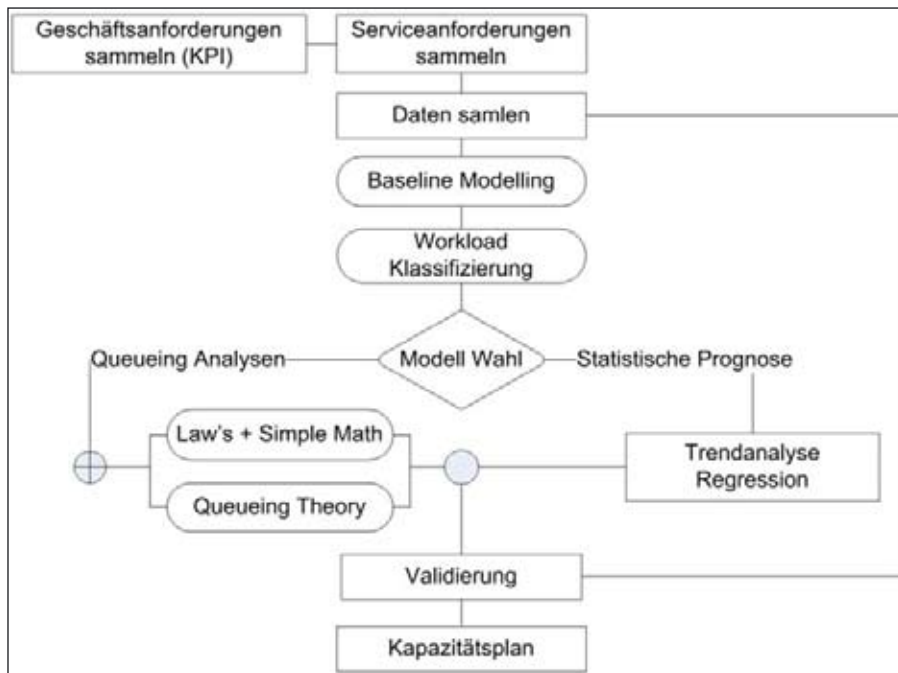 Geschäftsanforderungen
sammeln (KPI)
Serviceanforderungen
sammeln
Daten samlen
Baseline Modelling
Workload
Klassifizierung
Queueing Analysen
Modell Wahl
Statistische Prognose
Law's + Simple Math
Queueing Theory
Trendanalyse
Regression
Validierung
Kapazitätsplan